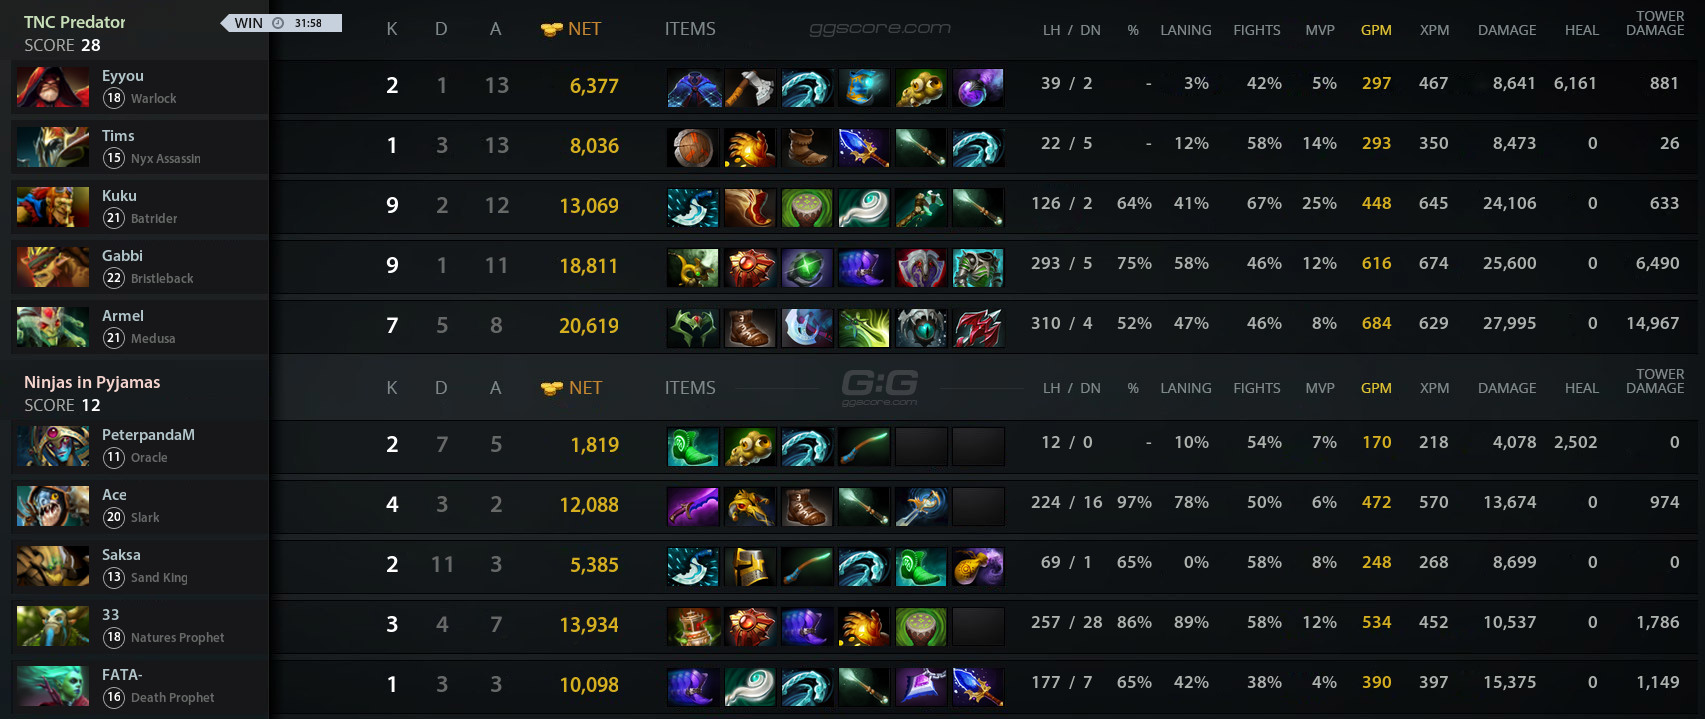 TNC Predator WIN 31:58 K D A NET ITEMS ggscore.com LH / DN % LANING FIGHTS MVP GPM XPM DAMAGE HEAL TOWER DAMAGE
SCORE 28
Eyyou 18 Warlock 2 1 13 6,377 39 / 2 - 3% 42% 5% 297 467 8,641 6,161 881
Tims 15 Nyx Assassin 1 3 13 8,036 22 / 5 - 12% 58% 14% 293 350 8,473 0 26
Kuku 21 Batrider 9 2 12 13,069 126 / 2 64% 41% 67% 25% 448 645 24,106 0 633
Gabbi 22 Bristleback 9 1 11 18,811 293 / 5 75% 58% 46% 12% 616 674 25,600 0 6,490
Armel 21 Medusa 7 5 8 20,619 310 / 4 52% 47% 46% 8% 684 629 27,995 0 14,967
Ninjas in Pyjamas K D A NET ITEMS G:G ggscore.com LH / DN % LANING FIGHTS MVP GPM XPM DAMAGE HEAL TOWER DAMAGE
SCORE 12
PeterpandaM 11 Oracle 2 7 5 1,819 12 / 0 - 10% 54% 7% 170 218 4,078 2,502 0
Ace 20 Slark 4 3 2 12,088 224 / 16 97% 78% 50% 6% 472 570 13,674 0 974
Saksa 13 Sand King 2 11 3 5,385 69 / 1 65% 0% 58% 8% 248 268 8,699 0 0
33 18 Natures Prophet 3 4 7 13,934 257 / 28 86% 89% 58% 12% 534 452 10,537 0 1,786
FATA- 16 Death Prophet 1 3 3 10,098 177 / 7 65% 42% 38% 4% 390 397 15,375 0 1,149